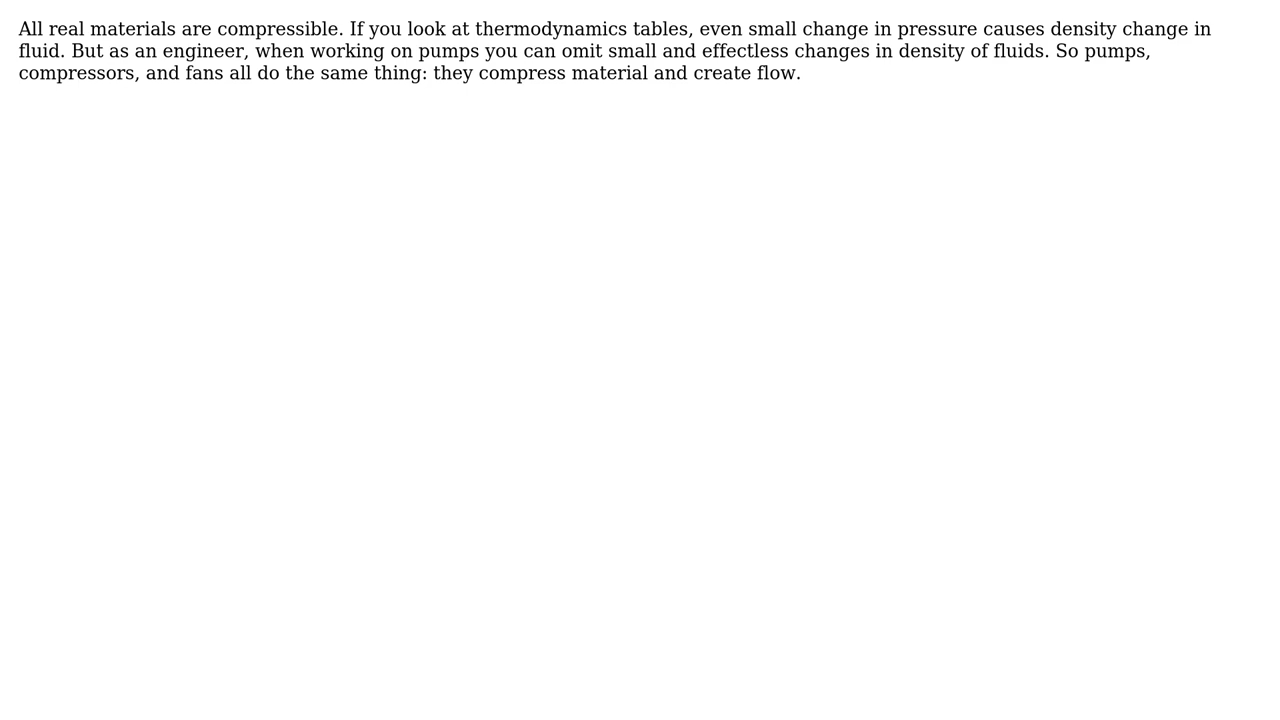 All real materials are compressible. If you look at thermodynamics tables, even small change in pressure causes density change in
fluid. But as an engineer, when working on pumps you can omit small and effectless changes in density of fluids. So pumps,
compressors, and fans all do the same thing: they compress material and create flow.